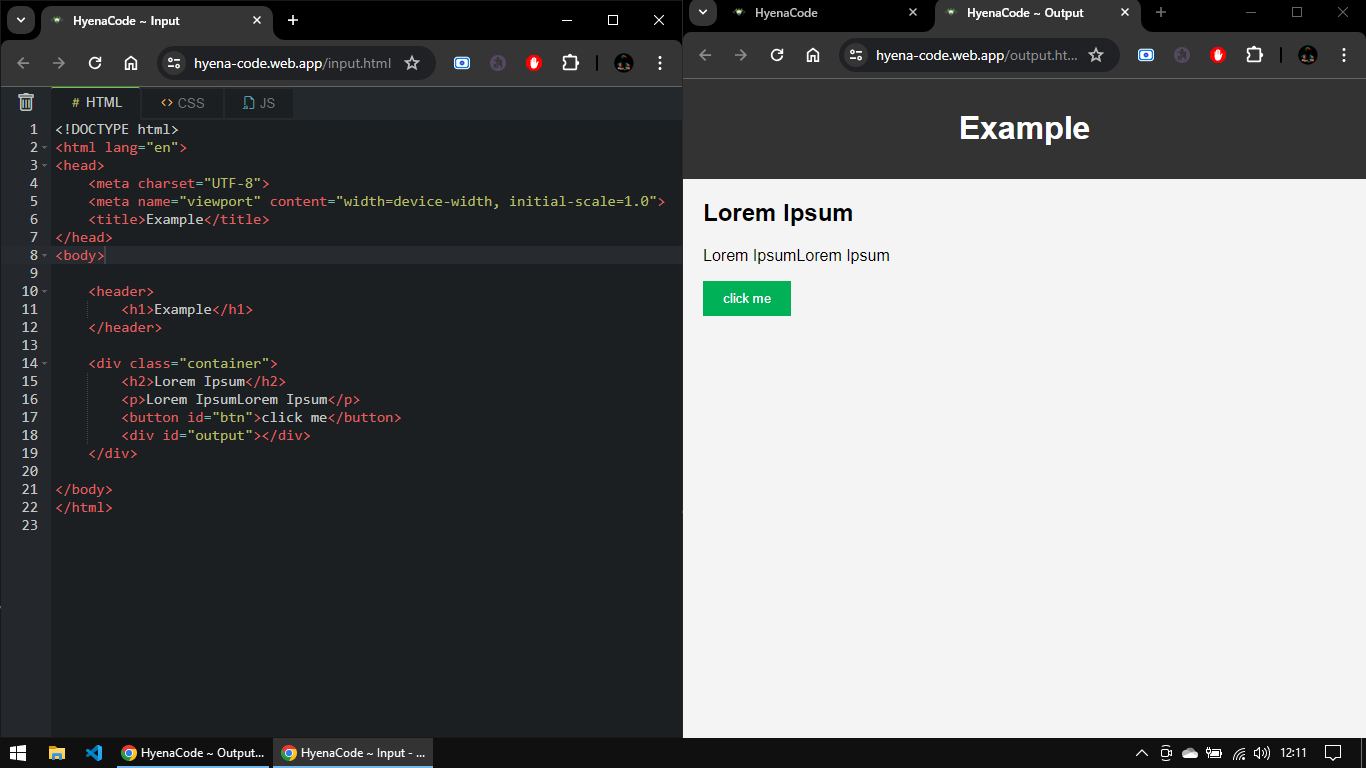 HyenaCode ~ Input
hyena-code.web.app/input.html
# HTML
<> CSS
JS
1 <!DOCTYPE html>
2 <html lang="en">
3 <head>
4 <meta charset="UTF-8">
5 <meta name="viewport" content="width=device-width, initial-scale=1.0">
6 <title>Example</title>
7 </head>
8 <body>
9
10 <header>
11 <h1>Example</h1>
12 </header>
13
14 <div class="container">
15 <h2>Lorem Ipsum</h2>
16 <p>Lorem IpsumLorem Ipsum</p>
17 <button id="btn">click me</button>
18 <div id="output"></div>
19 </div>
20
21 </body>
22 </html>
23
HyenaCode
HyenaCode ~ Output
hyena-code.web.app/output.ht...
Example
Lorem Ipsum
Lorem IpsumLorem Ipsum
click me
HyenaCode ~ Output...
HyenaCode ~ Input - ...
12:11